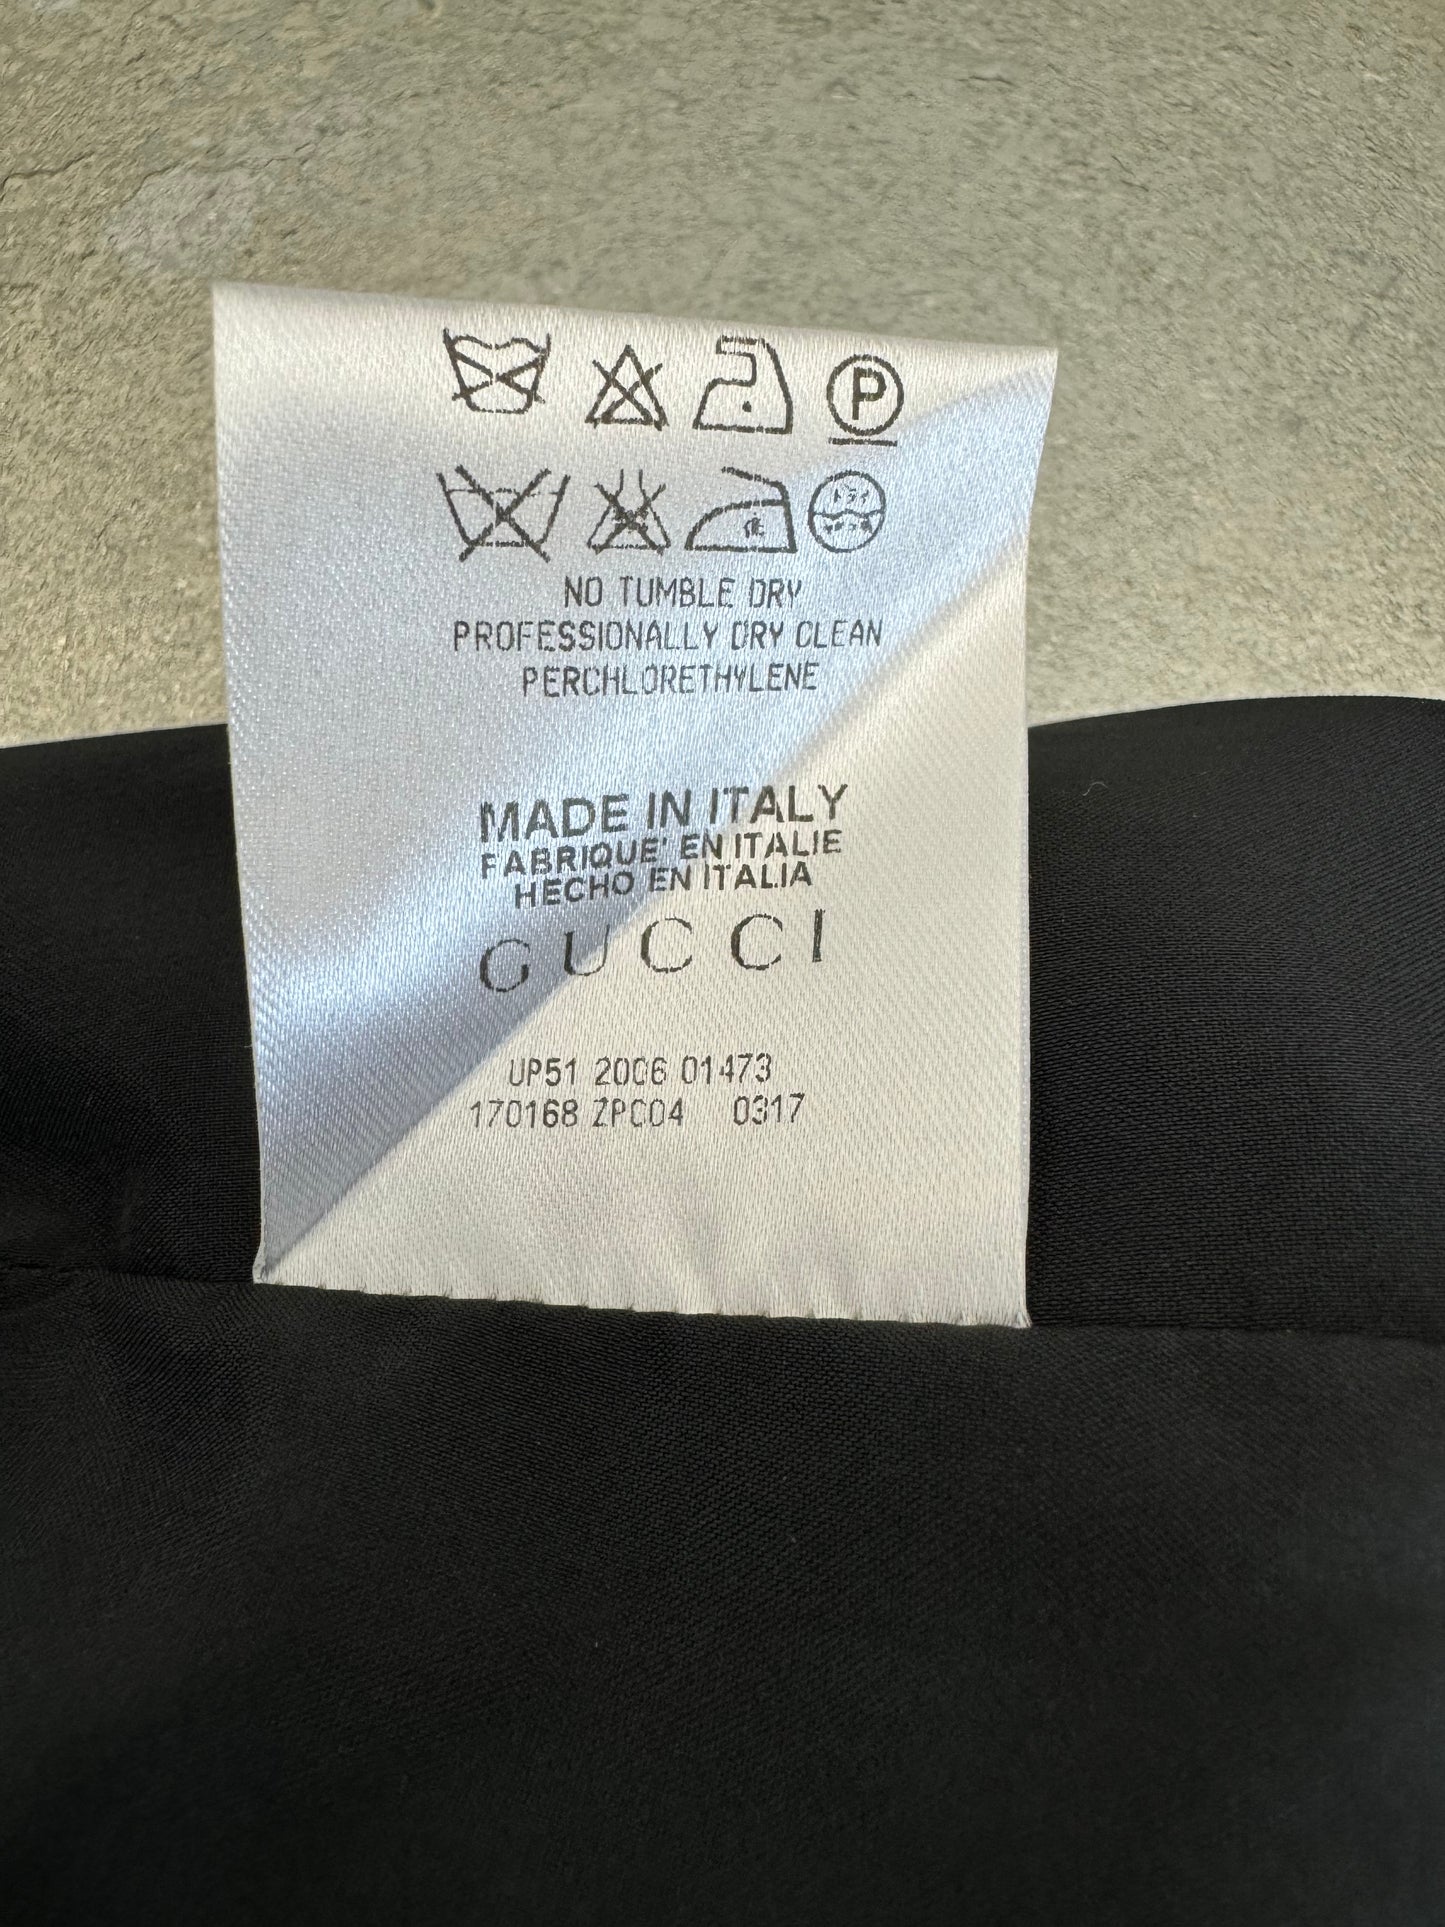 P
NO TUMBLE DRY
PROFESSIONALLY DRY CLEAN
PERCHLORETHYLENE
MADE IN ITALY
FABRIQUE' EN ITALIE
HECHO EN ITALIA
GUCCI
UP51 2006 01473
170168 ZPC04 0317